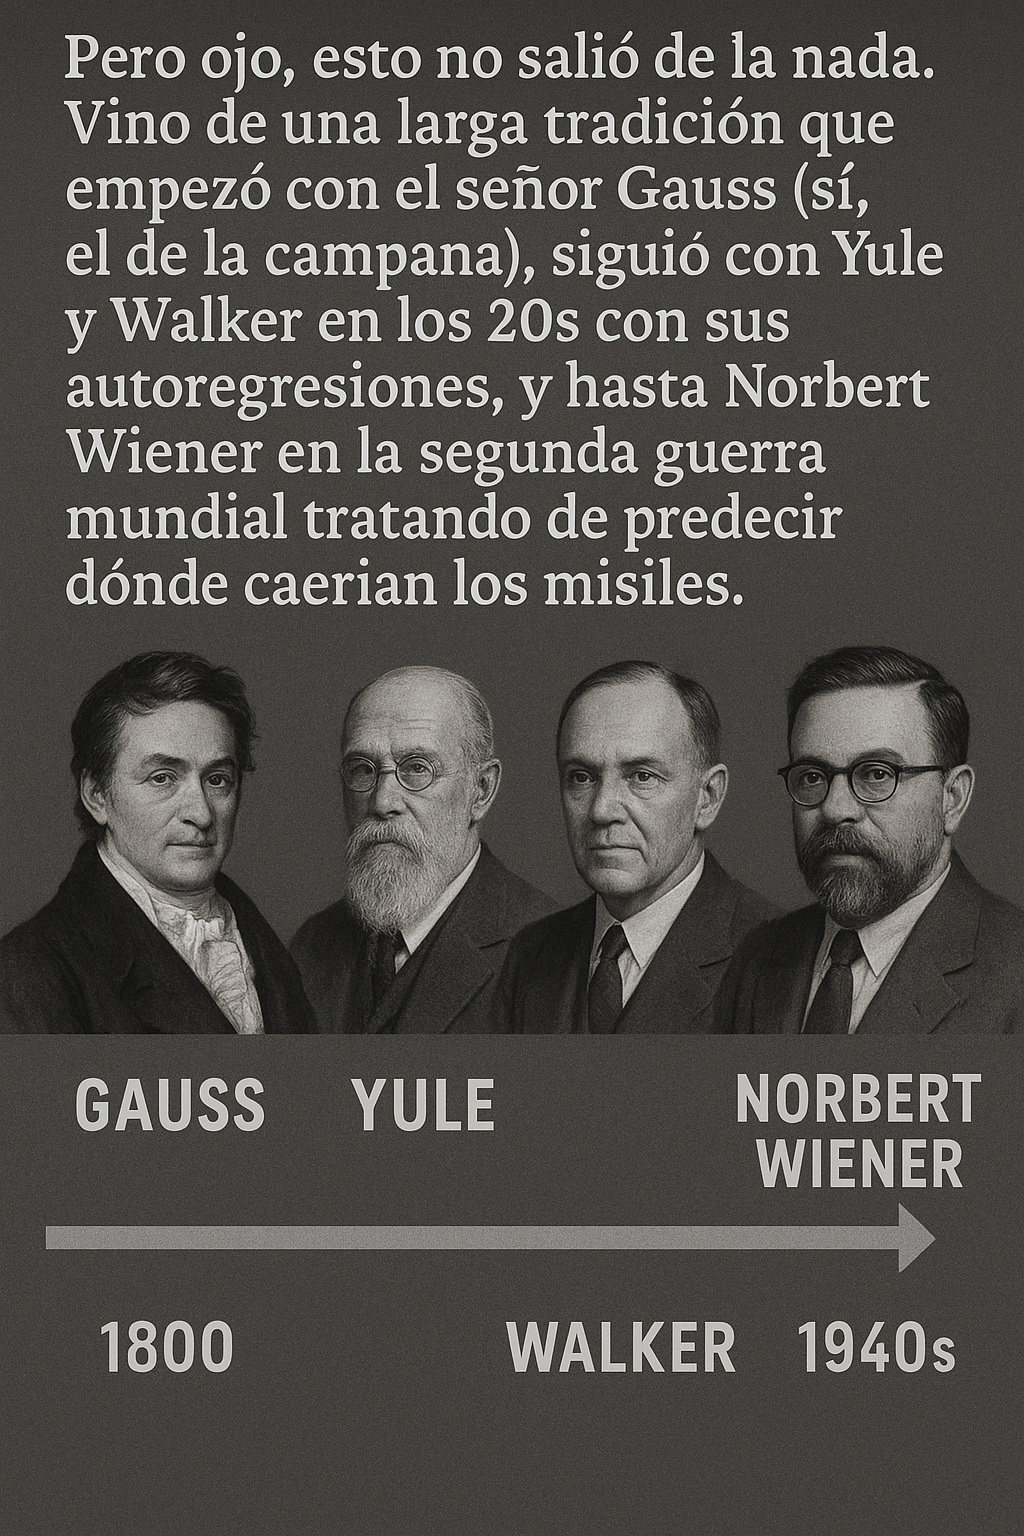 Pero ojo, esto no salió de la nada.
Vino de una larga tradición que
empezó con el señor Gauss (sí,
el de la campana), siguió con Yule
y Walker en los 20s con sus
autoregresiones, y hasta Norbert
Wiener en la segunda guerra
mundial tratando de predecir
dónde caerian los misiles.
GAUSS
YULE
NORBERT
WIENER
1800
WALKER
1940s